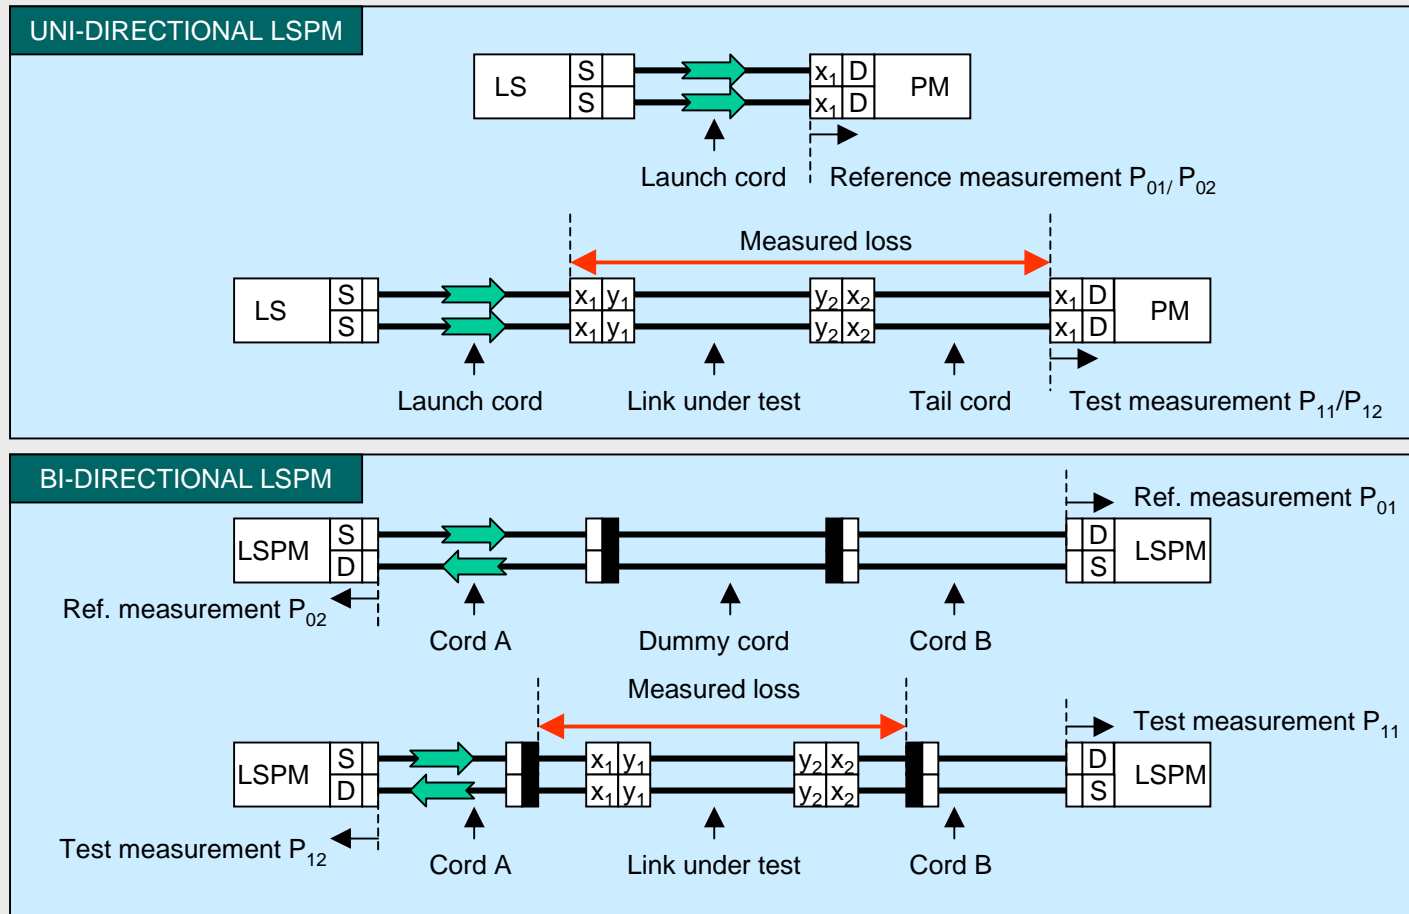 UNI-DIRECTIONAL LSPM
LS S x₁ D PM
S x₁ D
Launch cord Reference measurement P₀₁/ P₀₂
Measured loss
LS S x₁ y₁ y₂ x₂ x₁ D PM
S x₁ y₁ y₂ x₂ x₁ D
Launch cord Link under test Tail cord Test measurement P₁₁/P₁₂
BI-DIRECTIONAL LSPM
Ref. measurement P₀₁
LSPM S D LSPM
D S
Ref. measurement P₀₂
Cord A Dummy cord Cord B
Measured loss
Test measurement P₁₁
LSPM S x₁ y₁ y₂ x₂ D LSPM
D x₁ y₁ y₂ x₂ S
Test measurement P₁₂
Cord A Link under test Cord B